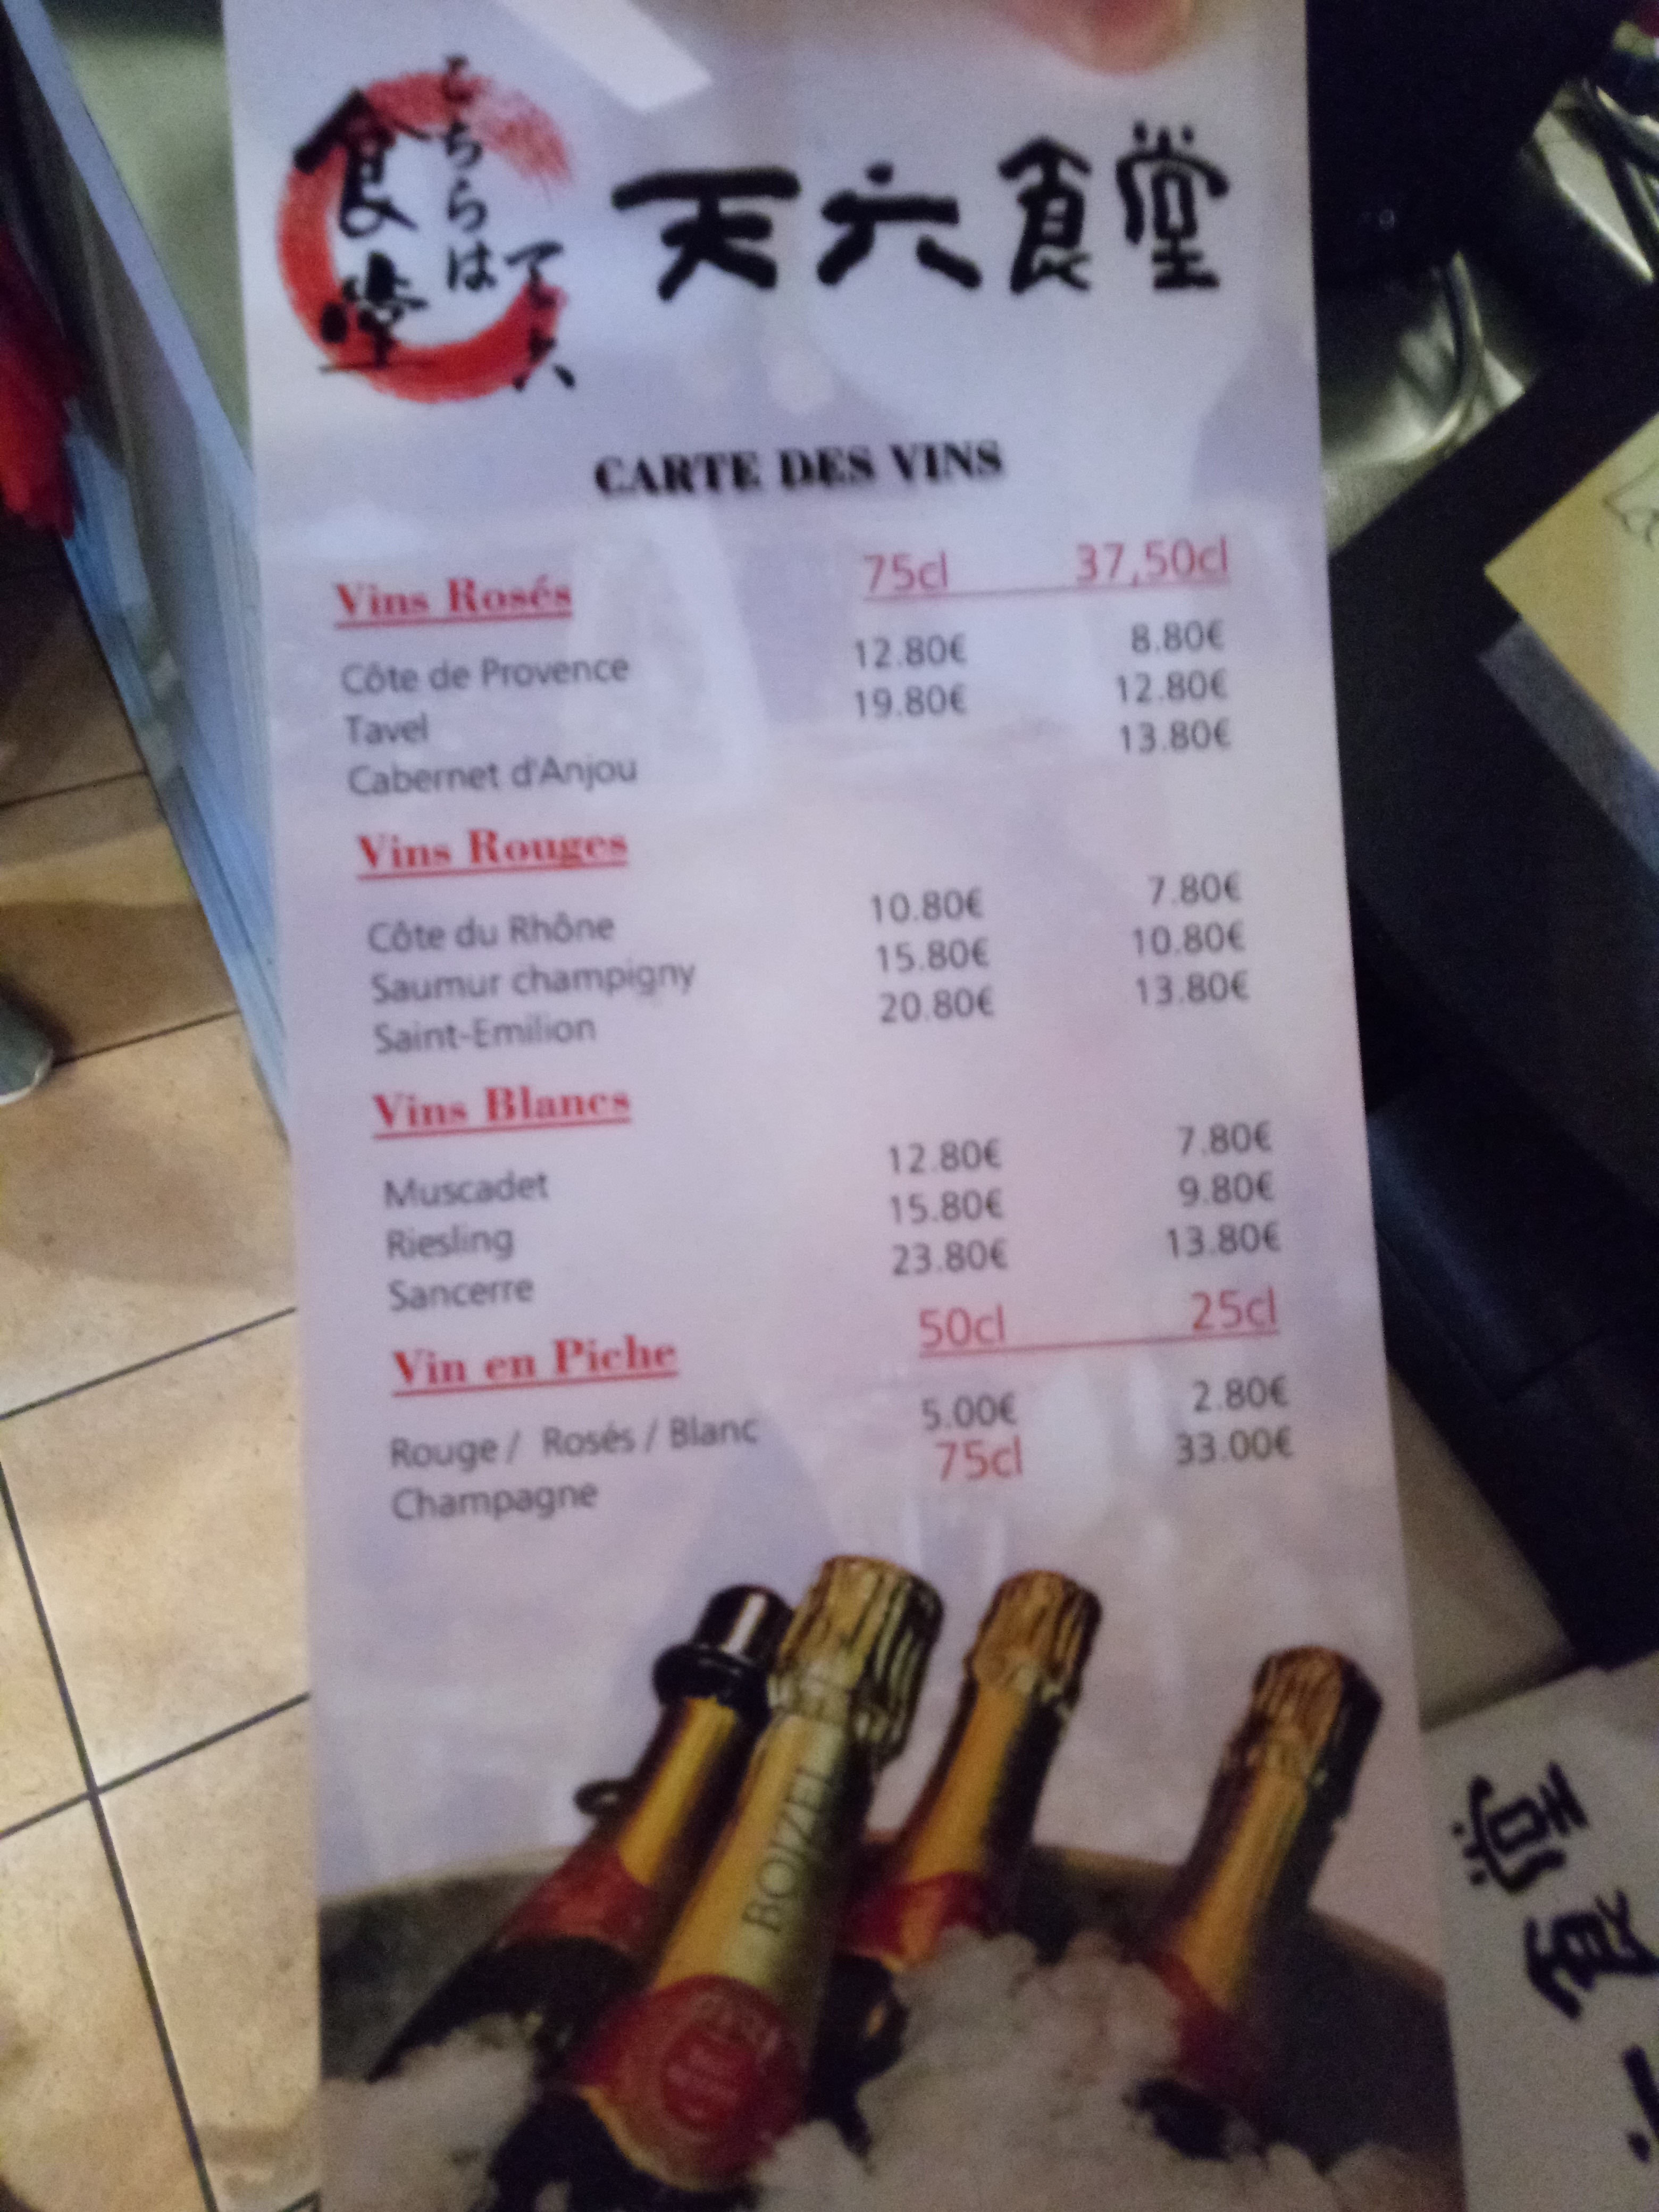 こちらは
てん六
食堂
天六食堂
CARTE DES VINS
Vins Rosés 75cl 37,50cl
Côte de Provence 12.80€ 8.80€
Tavel 19.80€ 12.80€
Cabernet d'Anjou 13.80€
Vins Rouges
Côte du Rhône 10.80€ 7.80€
Saumur champigny 15.80€ 10.80€
Saint-Emilion 20.80€ 13.80€
Vins Blancs
Muscadet 12.80€ 7.80€
Riesling 15.80€ 9.80€
Sancerre 23.80€ 13.80€
Vin en Piche 50cl 25cl
Rouge / Rosés / Blanc 5.00€ 2.80€
Champagne 75cl 33.00€
BOIZEL
食堂